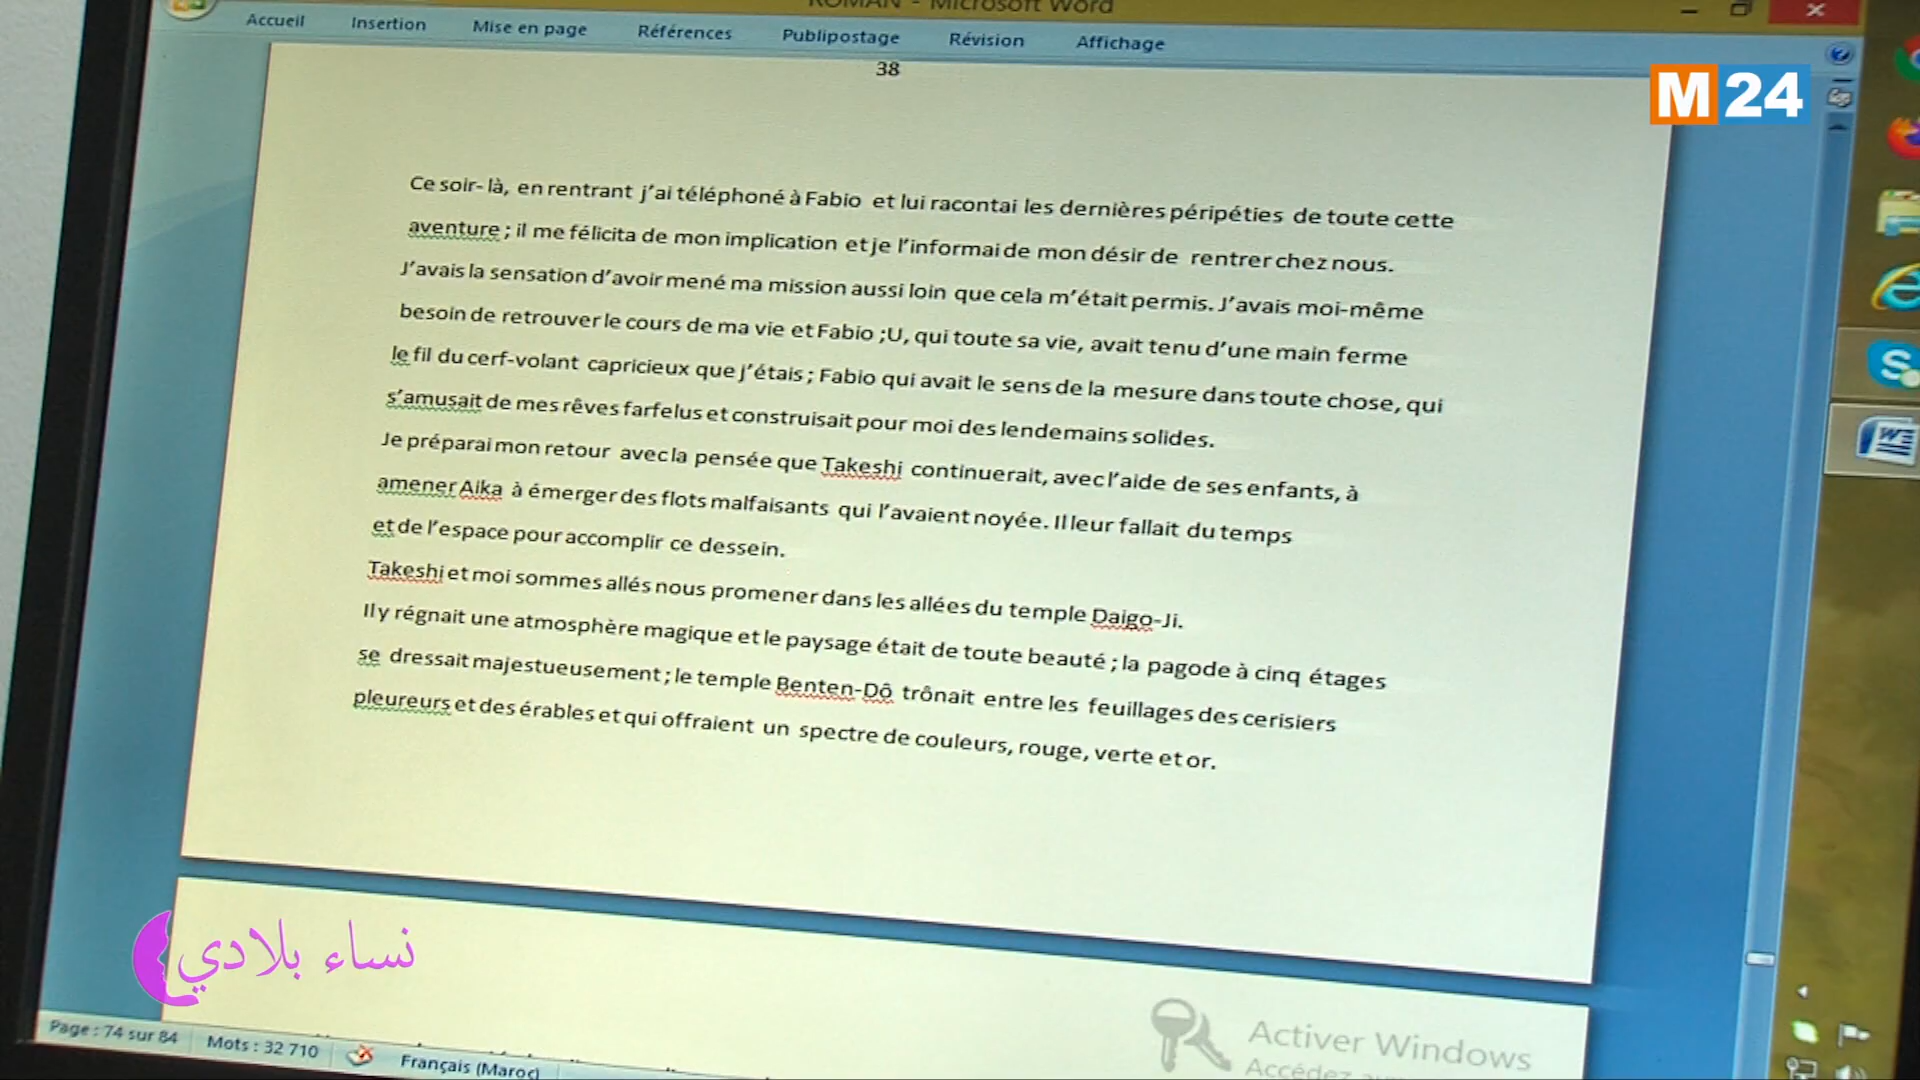 ROMAN - Microsoft Word
Accueil Insertion Mise en page Références Publipostage Révision Affichage
38
M24
Ce soir- là, en rentrant j’ai téléphoné à Fabio et lui racontai les dernières péripéties de toute cette
aventure ; il me félicita de mon implication et je l’informai de mon désir de rentrer chez nous.
J’avais la sensation d’avoir mené ma mission aussi loin que cela m’était permis. J’avais moi-même
besoin de retrouver le cours de ma vie et Fabio ;U, qui toute sa vie, avait tenu d’une main ferme
le fil du cerf-volant capricieux que j’étais ; Fabio qui avait le sens de la mesure dans toute chose, qui
s’amusait de mes rêves farfelus et construisait pour moi des lendemains solides.
Je préparai mon retour avec la pensée que Takeshi continuerait, avec l’aide de ses enfants, à
amener Aika à émerger des flots malfaisants qui l’avaient noyée. Il leur fallait du temps
et de l’espace pour accomplir ce dessein.
Takeshi et moi sommes allés nous promener dans les allées du temple Daigo-Ji.
Il y régnait une atmosphère magique et le paysage était de toute beauté ; la pagode à cinq étages
se dressait majestueusement ; le temple Benten-Dô trônait entre les feuillages des cerisiers
pleureurs et des érables et qui offraient un spectre de couleurs, rouge, verte et or.
نساء بلادي
Activer Windows
Accédez
Page : 74 sur 84 Mots : 32 710 Français (Maroc)